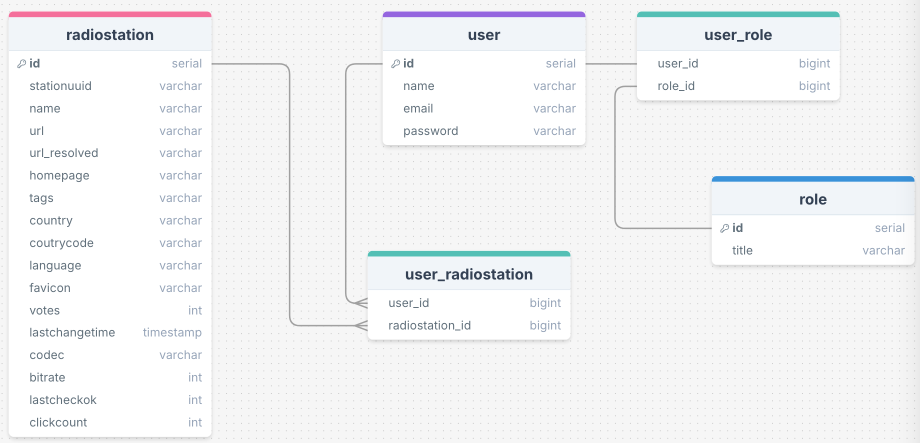 radiostation
id serial
stationuuid varchar
name varchar
url varchar
url_resolved varchar
homepage varchar
tags varchar
country varchar
coutrycode varchar
language varchar
favicon varchar
votes int
lastchangetime timestamp
codec varchar
bitrate int
lastcheckok int
clickcount int
user
id serial
name varchar
email varchar
password varchar
user_role
user_id bigint
role_id bigint
role
id serial
title varchar
user_radiostation
user_id bigint
radiostation_id bigint